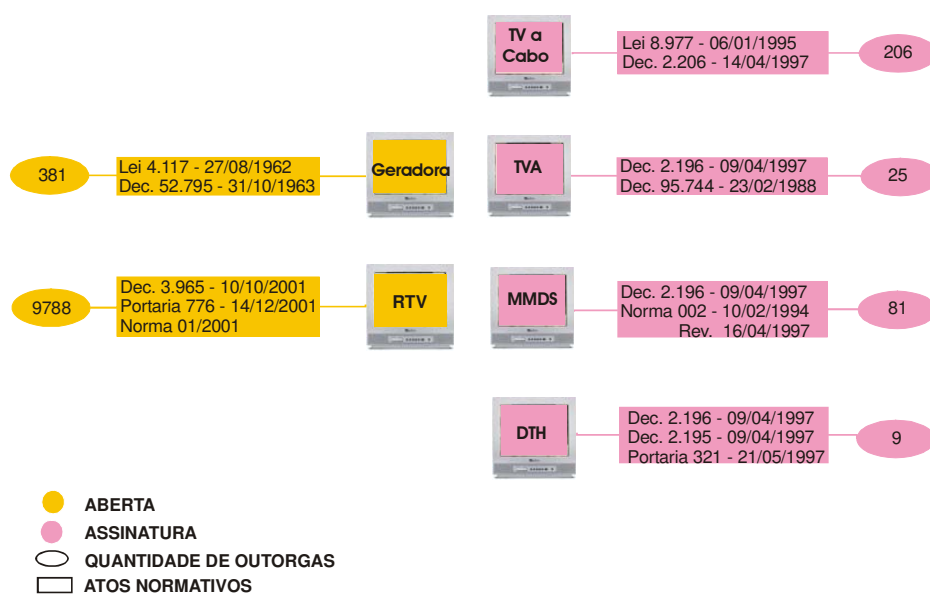 TV a
Cabo
Lei 8.977 - 06/01/1995
Dec. 2.206 - 14/04/1997
206
381
Lei 4.117 - 27/08/1962
Dec. 52.795 - 31/10/1963
Geradora
TVA
Dec. 2.196 - 09/04/1997
Dec. 95.744 - 23/02/1988
25
9788
Dec. 3.965 - 10/10/2001
Portaria 776 - 14/12/2001
Norma 01/2001
RTV
MMDS
Dec. 2.196 - 09/04/1997
Norma 002 - 10/02/1994
Rev. 16/04/1997
81
DTH
Dec. 2.196 - 09/04/1997
Dec. 2.195 - 09/04/1997
Portaria 321 - 21/05/1997
9
ABERTA
ASSINATURA
QUANTIDADE DE OUTORGAS
ATOS NORMATIVOS